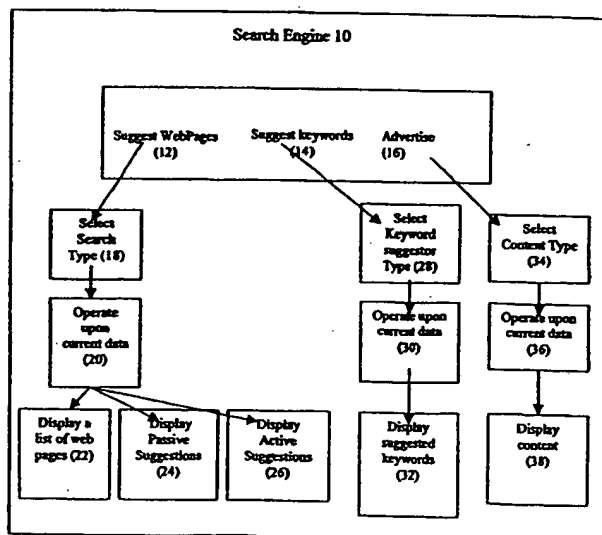 Search Engine 10
Suggest WebPages
(12)
Suggest keywords
(14)
Advertise
(16)
Select
Search
Type (18)
Select
Keyword
suggestor
Type (28)
Select
Content Type
(34)
Operate
upon
current data
(20)
Operate upon
current data
(30)
Operate upon
current data
(36)
Display a
list of web
pages (22)
Display
Passive
Suggestions
(24)
Display
Active
Suggestions
(26)
Display
suggested
keywords
(32)
Display
content
(38)